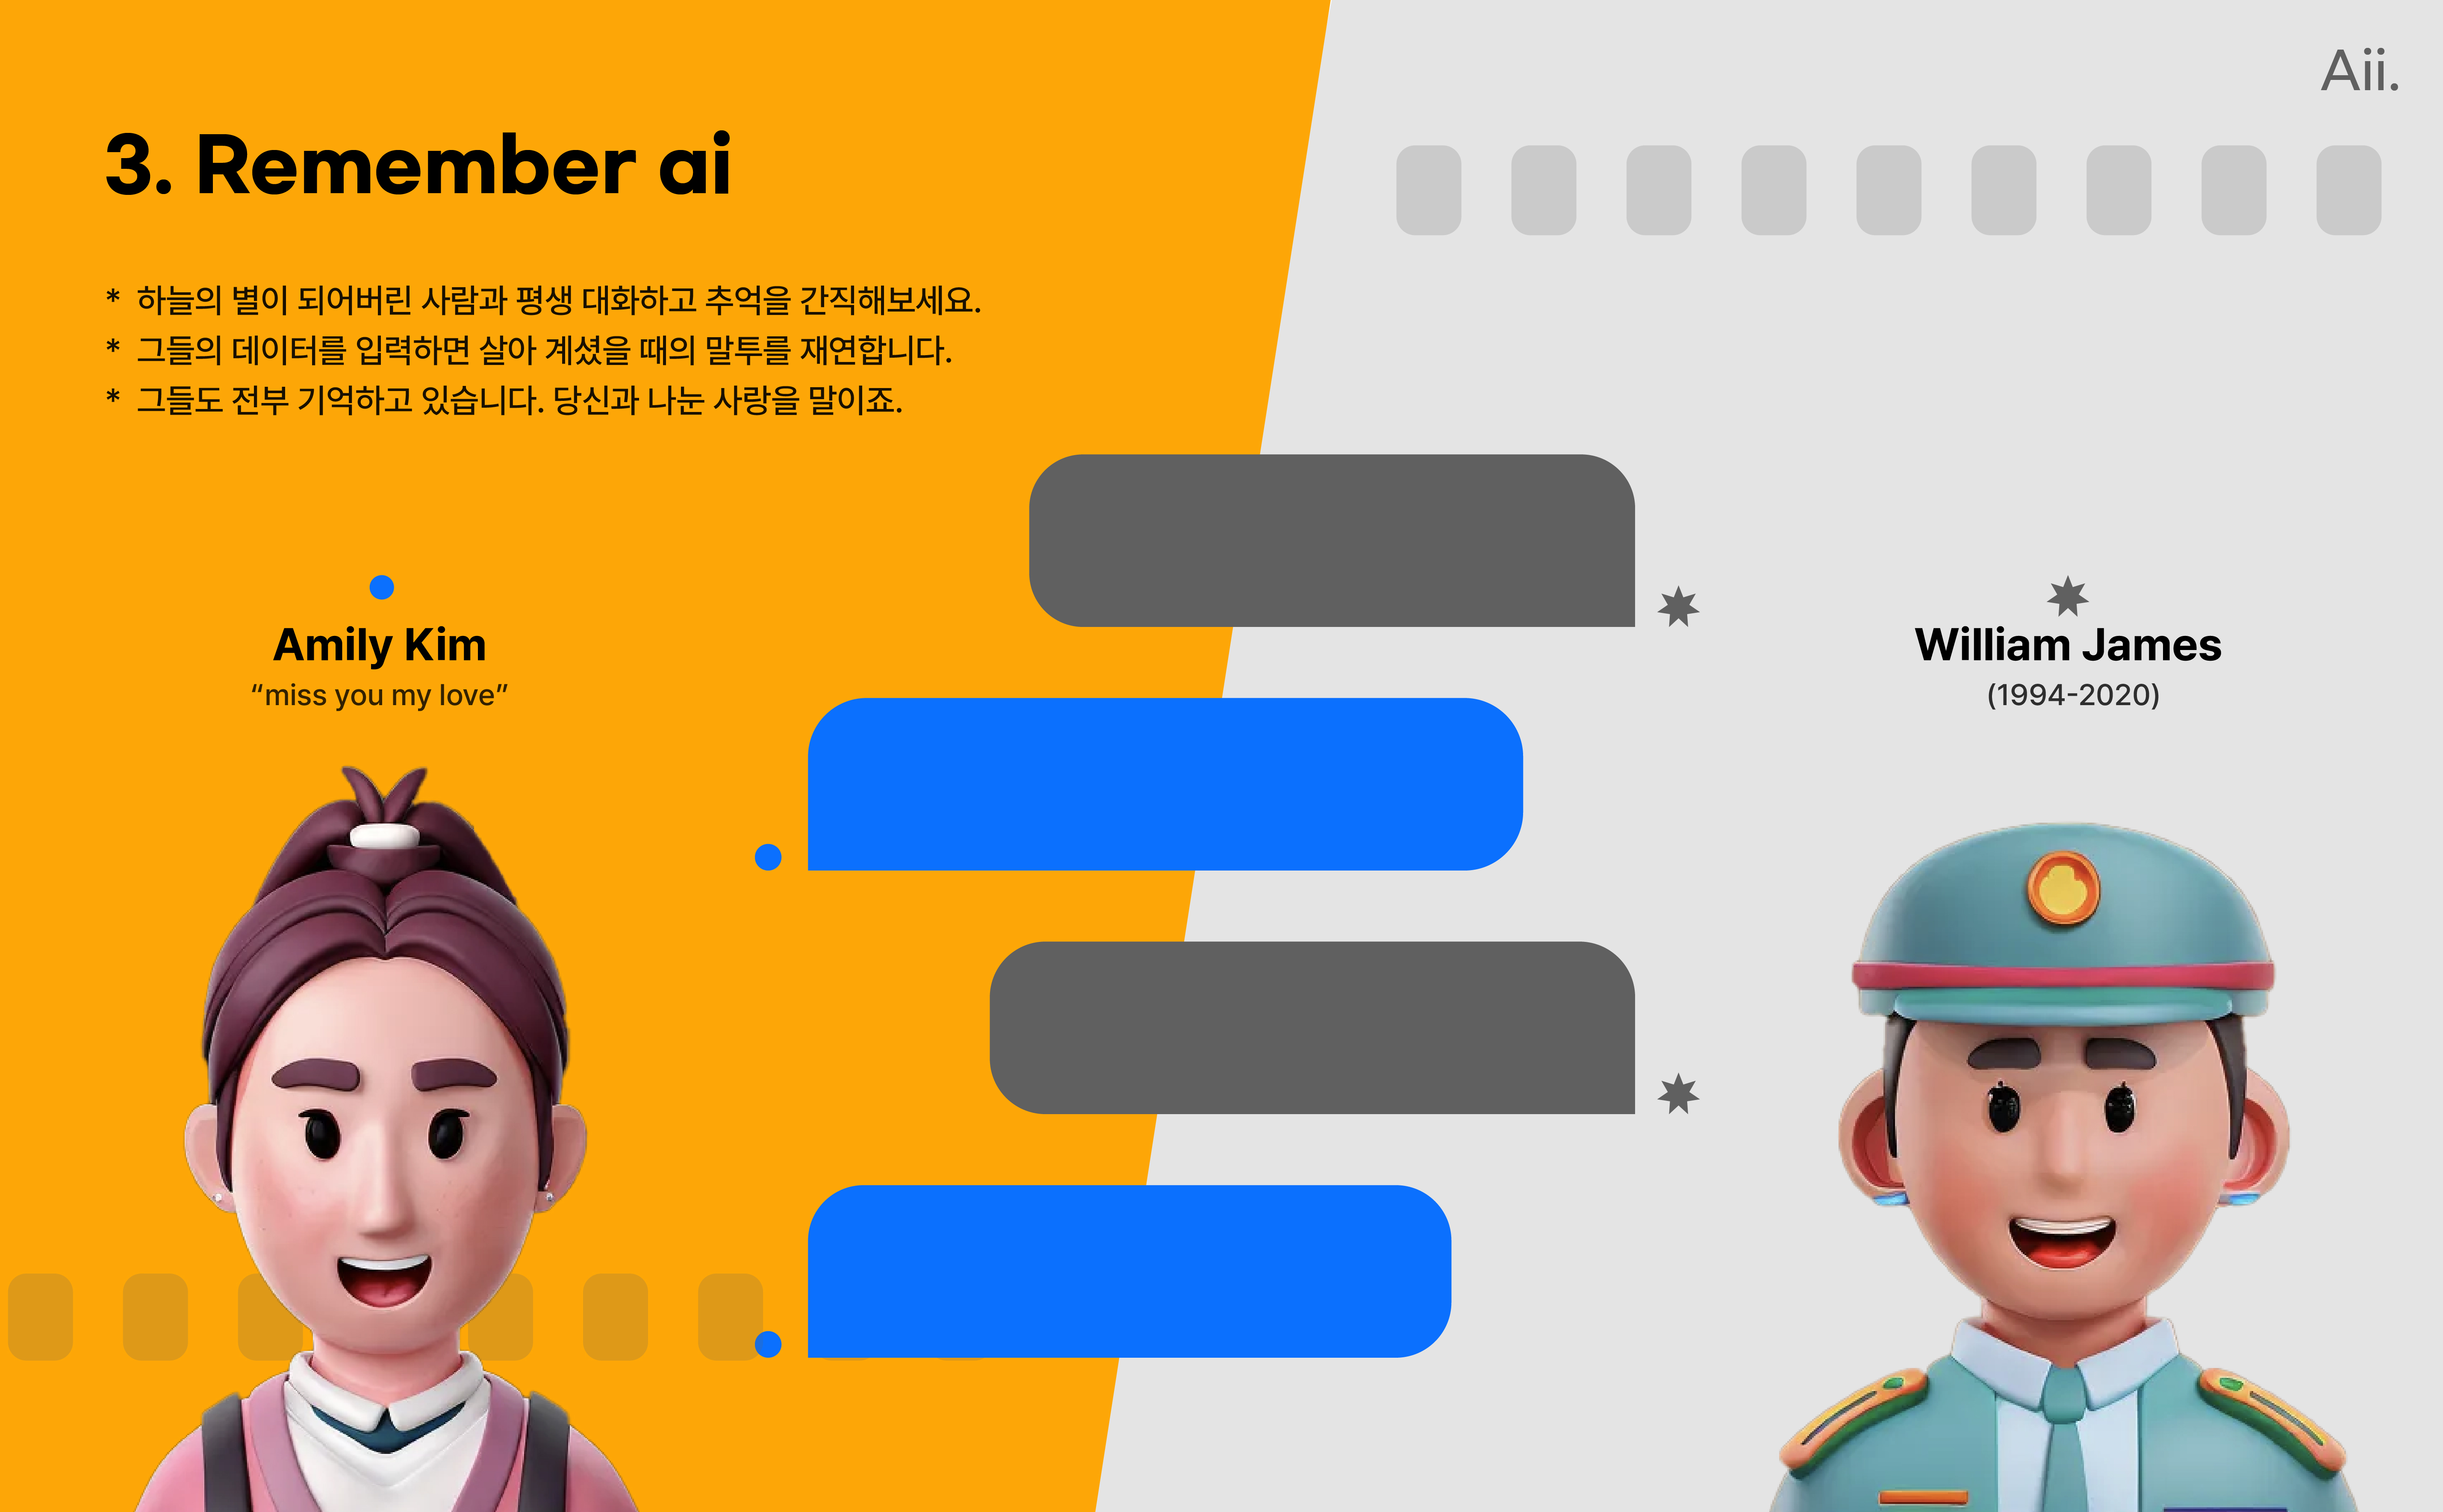 Aii.
3. Remember ai
* 하늘의 별이 되어버린 사람과 평생 대화하고 추억을 간직해보세요.
* 그들의 데이터를 입력하면 살아 계셨을 때의 말투를 재연합니다.
* 그들도 전부 기억하고 있습니다. 당신과 나눈 사랑을 말이죠.
Amily Kim
“miss you my love”
William James
(1994-2020)